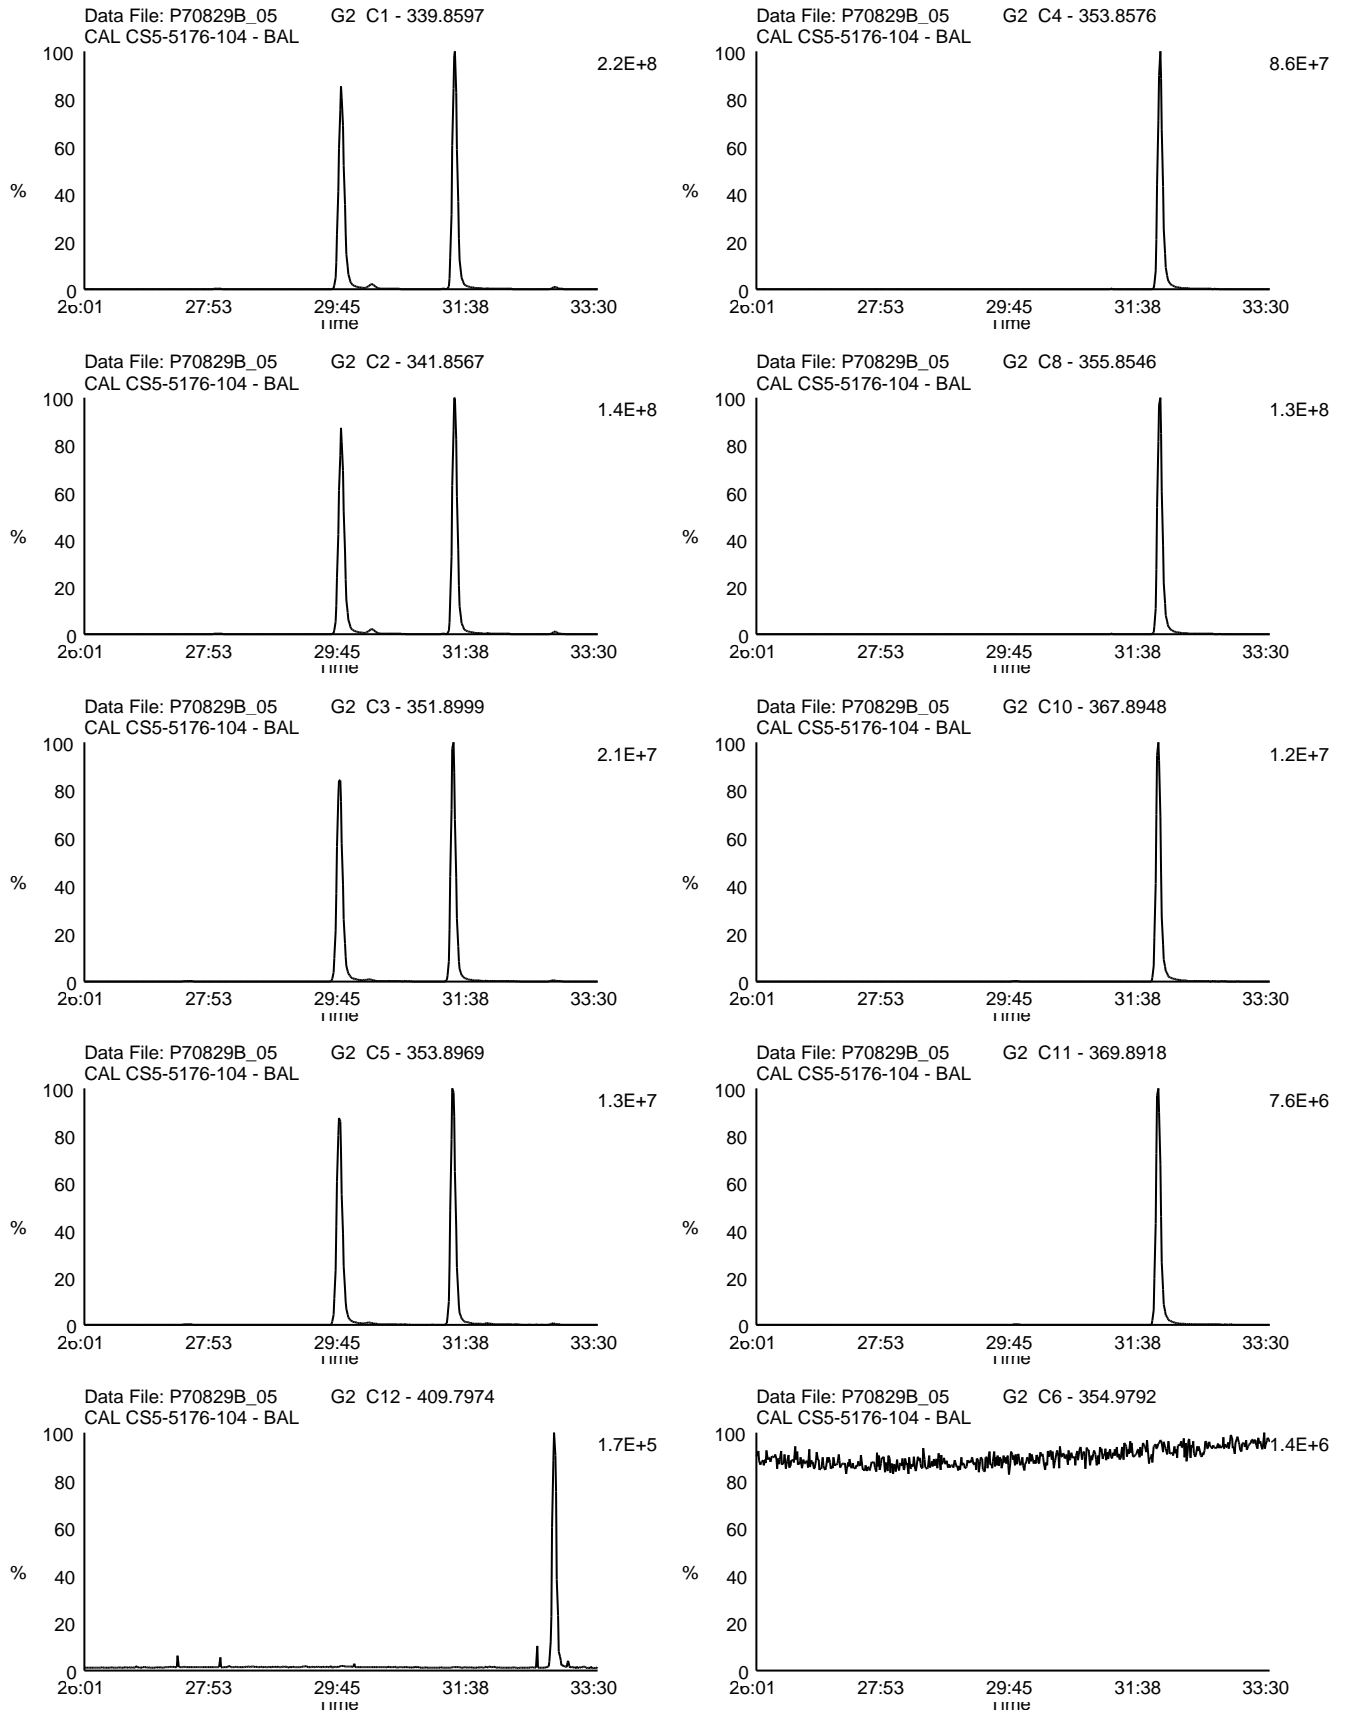 Data File: P70829B_05 G2 C1 - 339.8597
CAL CS5-5176-104 - BAL
100
2.2E+8
80
60
%
40
20
0
26:01 27:53 29:45 31:38 33:30
Time
Data File: P70829B_05 G2 C4 - 353.8576
CAL CS5-5176-104 - BAL
100
8.6E+7
80
60
%
40
20
0
26:01 27:53 29:45 31:38 33:30
Time
Data File: P70829B_05 G2 C2 - 341.8567
CAL CS5-5176-104 - BAL
100
1.4E+8
80
60
%
40
20
0
26:01 27:53 29:45 31:38 33:30
Time
Data File: P70829B_05 G2 C8 - 355.8546
CAL CS5-5176-104 - BAL
100
1.3E+8
80
60
%
40
20
0
26:01 27:53 29:45 31:38 33:30
Time
Data File: P70829B_05 G2 C3 - 351.8999
CAL CS5-5176-104 - BAL
100
2.1E+7
80
60
%
40
20
0
26:01 27:53 29:45 31:38 33:30
Time
Data File: P70829B_05 G2 C10 - 367.8948
CAL CS5-5176-104 - BAL
100
1.2E+7
80
60
%
40
20
0
26:01 27:53 29:45 31:38 33:30
Time
Data File: P70829B_05 G2 C5 - 353.8969
CAL CS5-5176-104 - BAL
100
1.3E+7
80
60
%
40
20
0
26:01 27:53 29:45 31:38 33:30
Time
Data File: P70829B_05 G2 C11 - 369.8918
CAL CS5-5176-104 - BAL
100
7.6E+6
80
60
%
40
20
0
26:01 27:53 29:45 31:38 33:30
Time
Data File: P70829B_05 G2 C12 - 409.7974
CAL CS5-5176-104 - BAL
100
1.7E+5
80
60
%
40
20
0
26:01 27:53 29:45 31:38 33:30
Time
Data File: P70829B_05 G2 C6 - 354.9792
CAL CS5-5176-104 - BAL
100
1.4E+6
80
60
%
40
20
0
26:01 27:53 29:45 31:38 33:30
Time